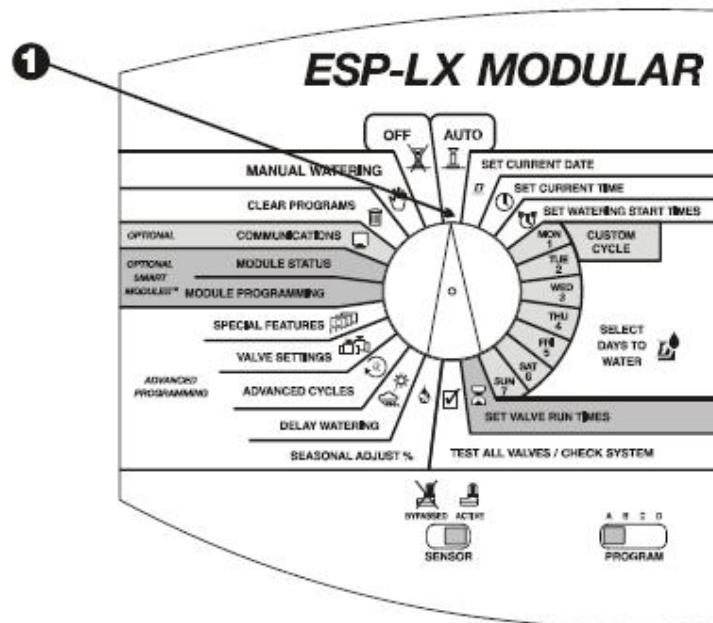 1
ESP-LX MODULAR
OFF
AUTO
MANUAL WATERING
SET CURRENT DATE
SET CURRENT TIME
CLEAR PROGRAMS
SET WATERING START TIMES
OPTIONAL
COMMUNICATIONS
MON
1
CUSTOM
CYCLE
OPTIONAL
SMART
MODULES™
MODULE STATUS
MODULE PROGRAMMING
TUE
2
WED
3
THU
4
FRI
5
SAT
6
SUN
7
SELECT
DAYS TO
WATER
SPECIAL FEATURES
VALVE SETTINGS
ADVANCED
PROGRAMMING
ADVANCED CYCLES
DELAY WATERING
SET VALVE RUN TIMES
SEASONAL ADJUST %
TEST ALL VALVES / CHECK SYSTEM
BYPASSED ACTIVE
SENSOR
A B C D
PROGRAM